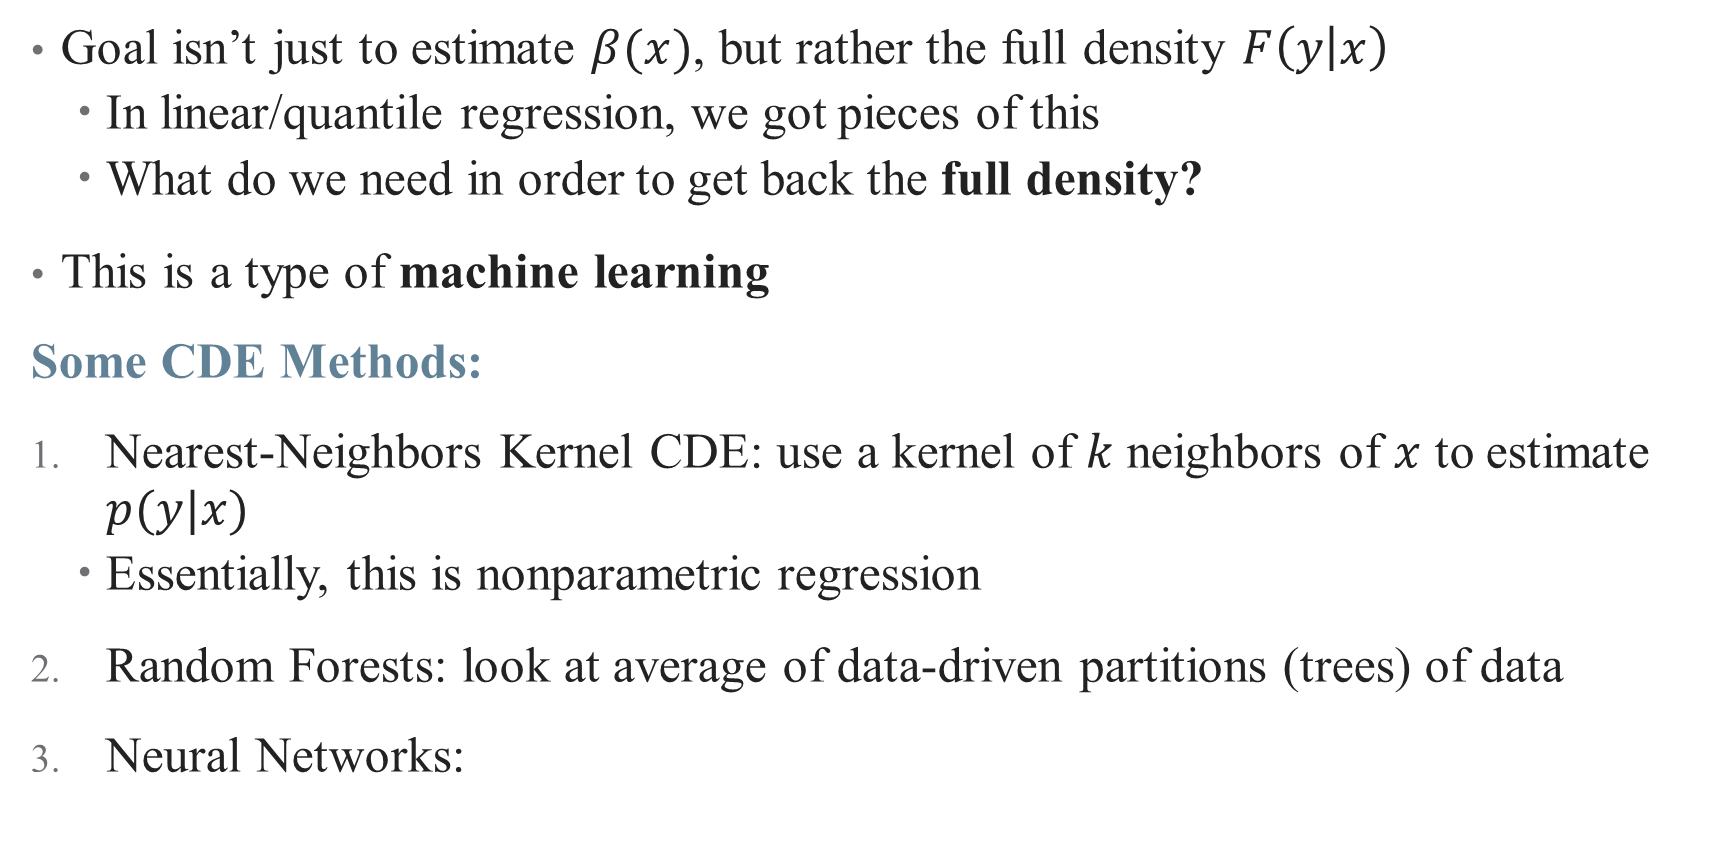 • Goal isn’t just to estimate β(x), but rather the full density F(y|x)
• In linear/quantile regression, we got pieces of this
• What do we need in order to get back the full density?
• This is a type of machine learning
Some CDE Methods:
1. Nearest-Neighbors Kernel CDE: use a kernel of k neighbors of x to estimate
p(y|x)
• Essentially, this is nonparametric regression
2. Random Forests: look at average of data-driven partitions (trees) of data
3. Neural Networks: